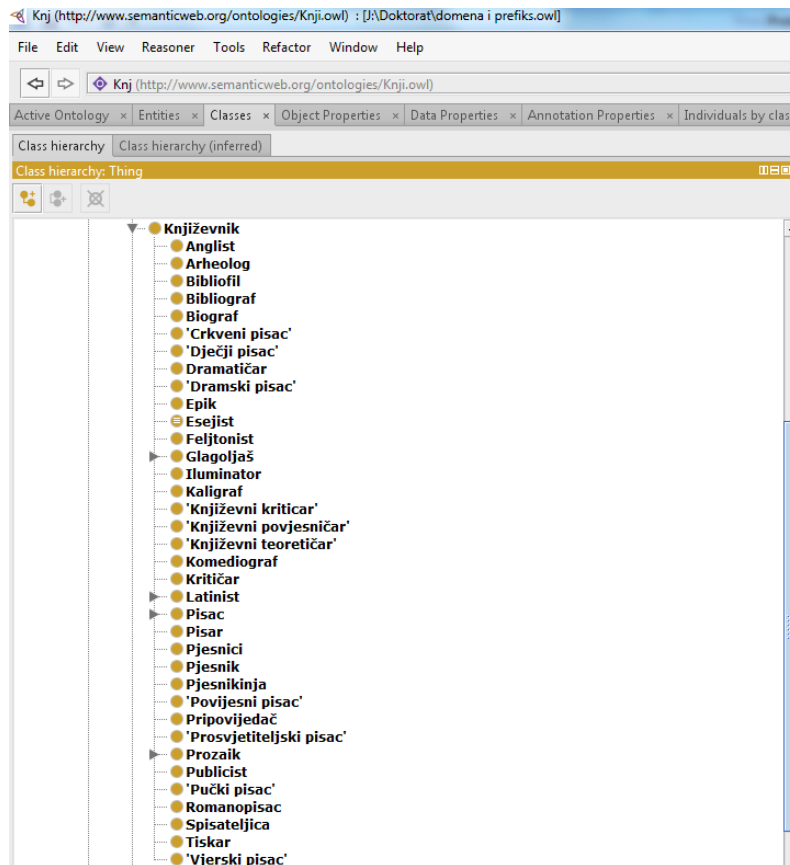 Knj (http://www.semanticweb.org/ontologies/Knji.owl) : [J:\Doktorat\domena i prefiks.owl]
File Edit View Reasoner Tools Refactor Window Help
Knj (http://www.semanticweb.org/ontologies/Knji.owl)
Active Ontology × Entities × Classes × Object Properties × Data Properties × Annotation Properties × Individuals by clas
Class hierarchy Class hierarchy (inferred)
Class hierarchy: Thing
Književnik
Anglist
Arheolog
Bibliofil
Bibliograf
Biograf
'Crkveni pisac'
'Dječji pisac'
Dramatičar
'Dramski pisac'
Epik
Esejist
Feljtonist
Glagoljaš
Iluminator
Kaligraf
'Književni kriticar'
'Književni povjesničar'
'Književni teoretičar'
Komediograf
Kritičar
Latinist
Pisac
Pisar
Pjesnici
Pjesnik
Pjesnikinja
'Povijesni pisac'
Pripovijedač
'Prosvjetiteljski pisac'
Prozaik
Publicist
'Pučki pisac'
Romanopisac
Spisateljica
Tiskar
'Vjerski pisac'